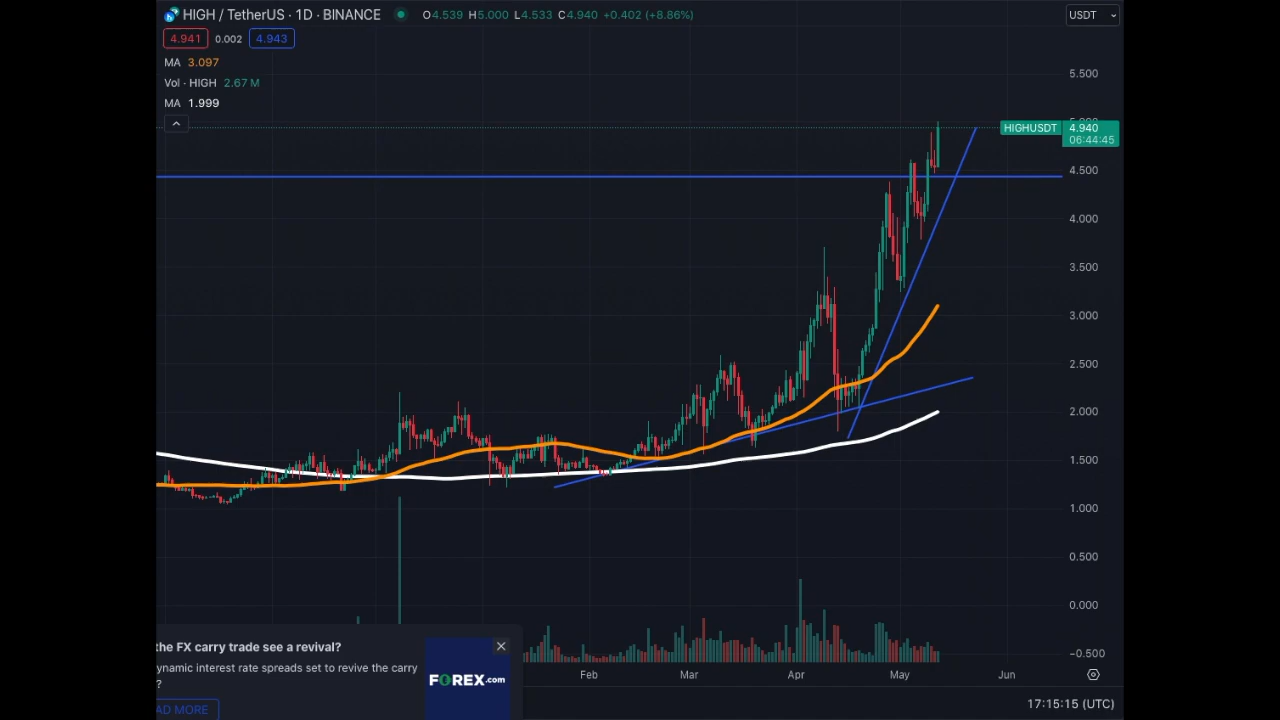 HIGH / TetherUS · 1D · BINANCE O4.539 H5.000 L4.533 C4.940 +0.402 (+8.86%)
USDT
4.941 0.002 4.943
MA 3.097
Vol · HIGH 2.67 M
MA 1.999
5.500
5.000
HIGHUSDT 4.940
06:44:45
4.500
4.000
3.500
3.000
2.500
2.000
1.500
1.000
0.500
0.000
−0.500
the FX carry trade see a revival?
ynamic interest rate spreads set to revive the carry
?
FOREX.com
AD MORE
Feb Mar Apr May Jun
17:15:15 (UTC)